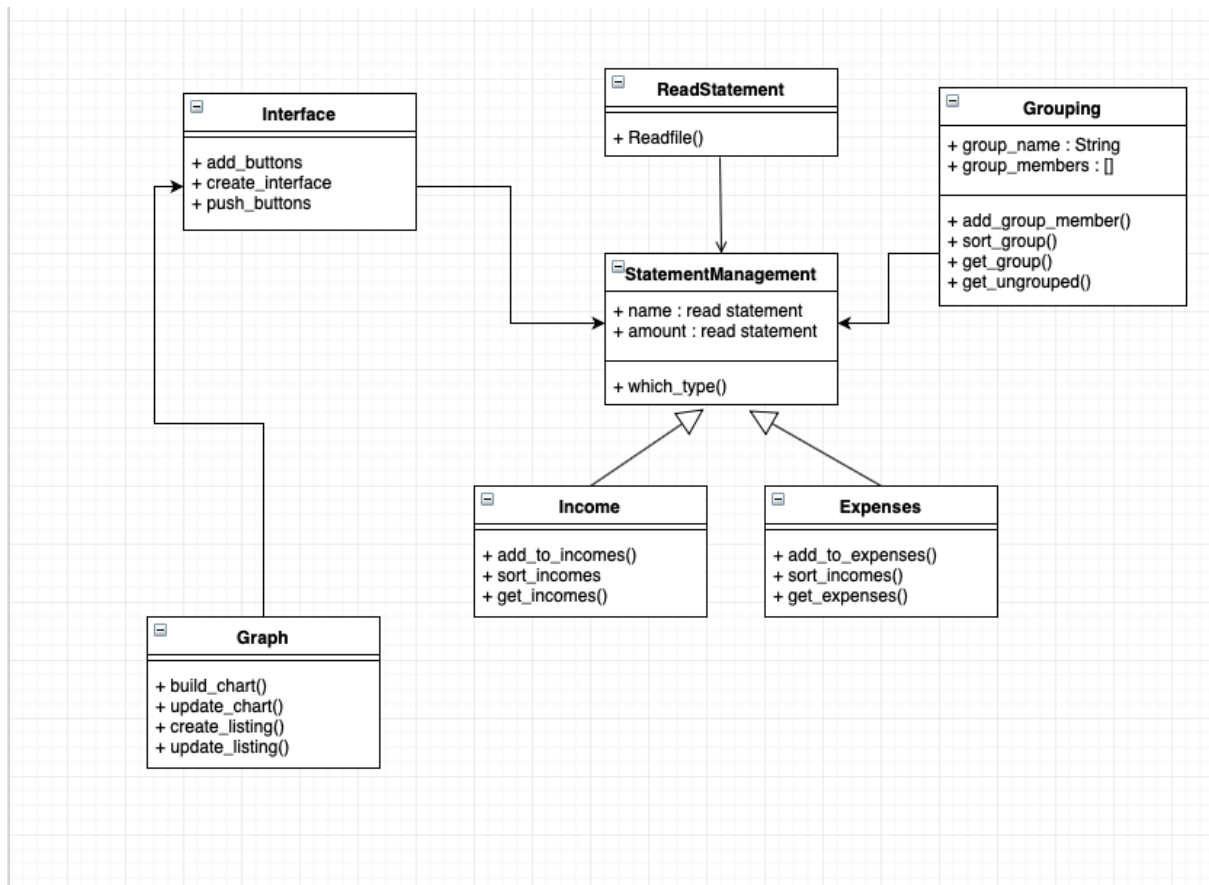 Interface
+ add_buttons
+ create_interface
+ push_buttons
ReadStatement
+ Readfile()
Grouping
+ group_name : String
+ group_members : []
+ add_group_member()
+ sort_group()
+ get_group()
+ get_ungrouped()
StatementManagement
+ name : read statement
+ amount : read statement
+ which_type()
Income
+ add_to_incomes()
+ sort_incomes
+ get_incomes()
Expenses
+ add_to_expenses()
+ sort_incomes()
+ get_expenses()
Graph
+ build_chart()
+ update_chart()
+ create_listing()
+ update_listing()